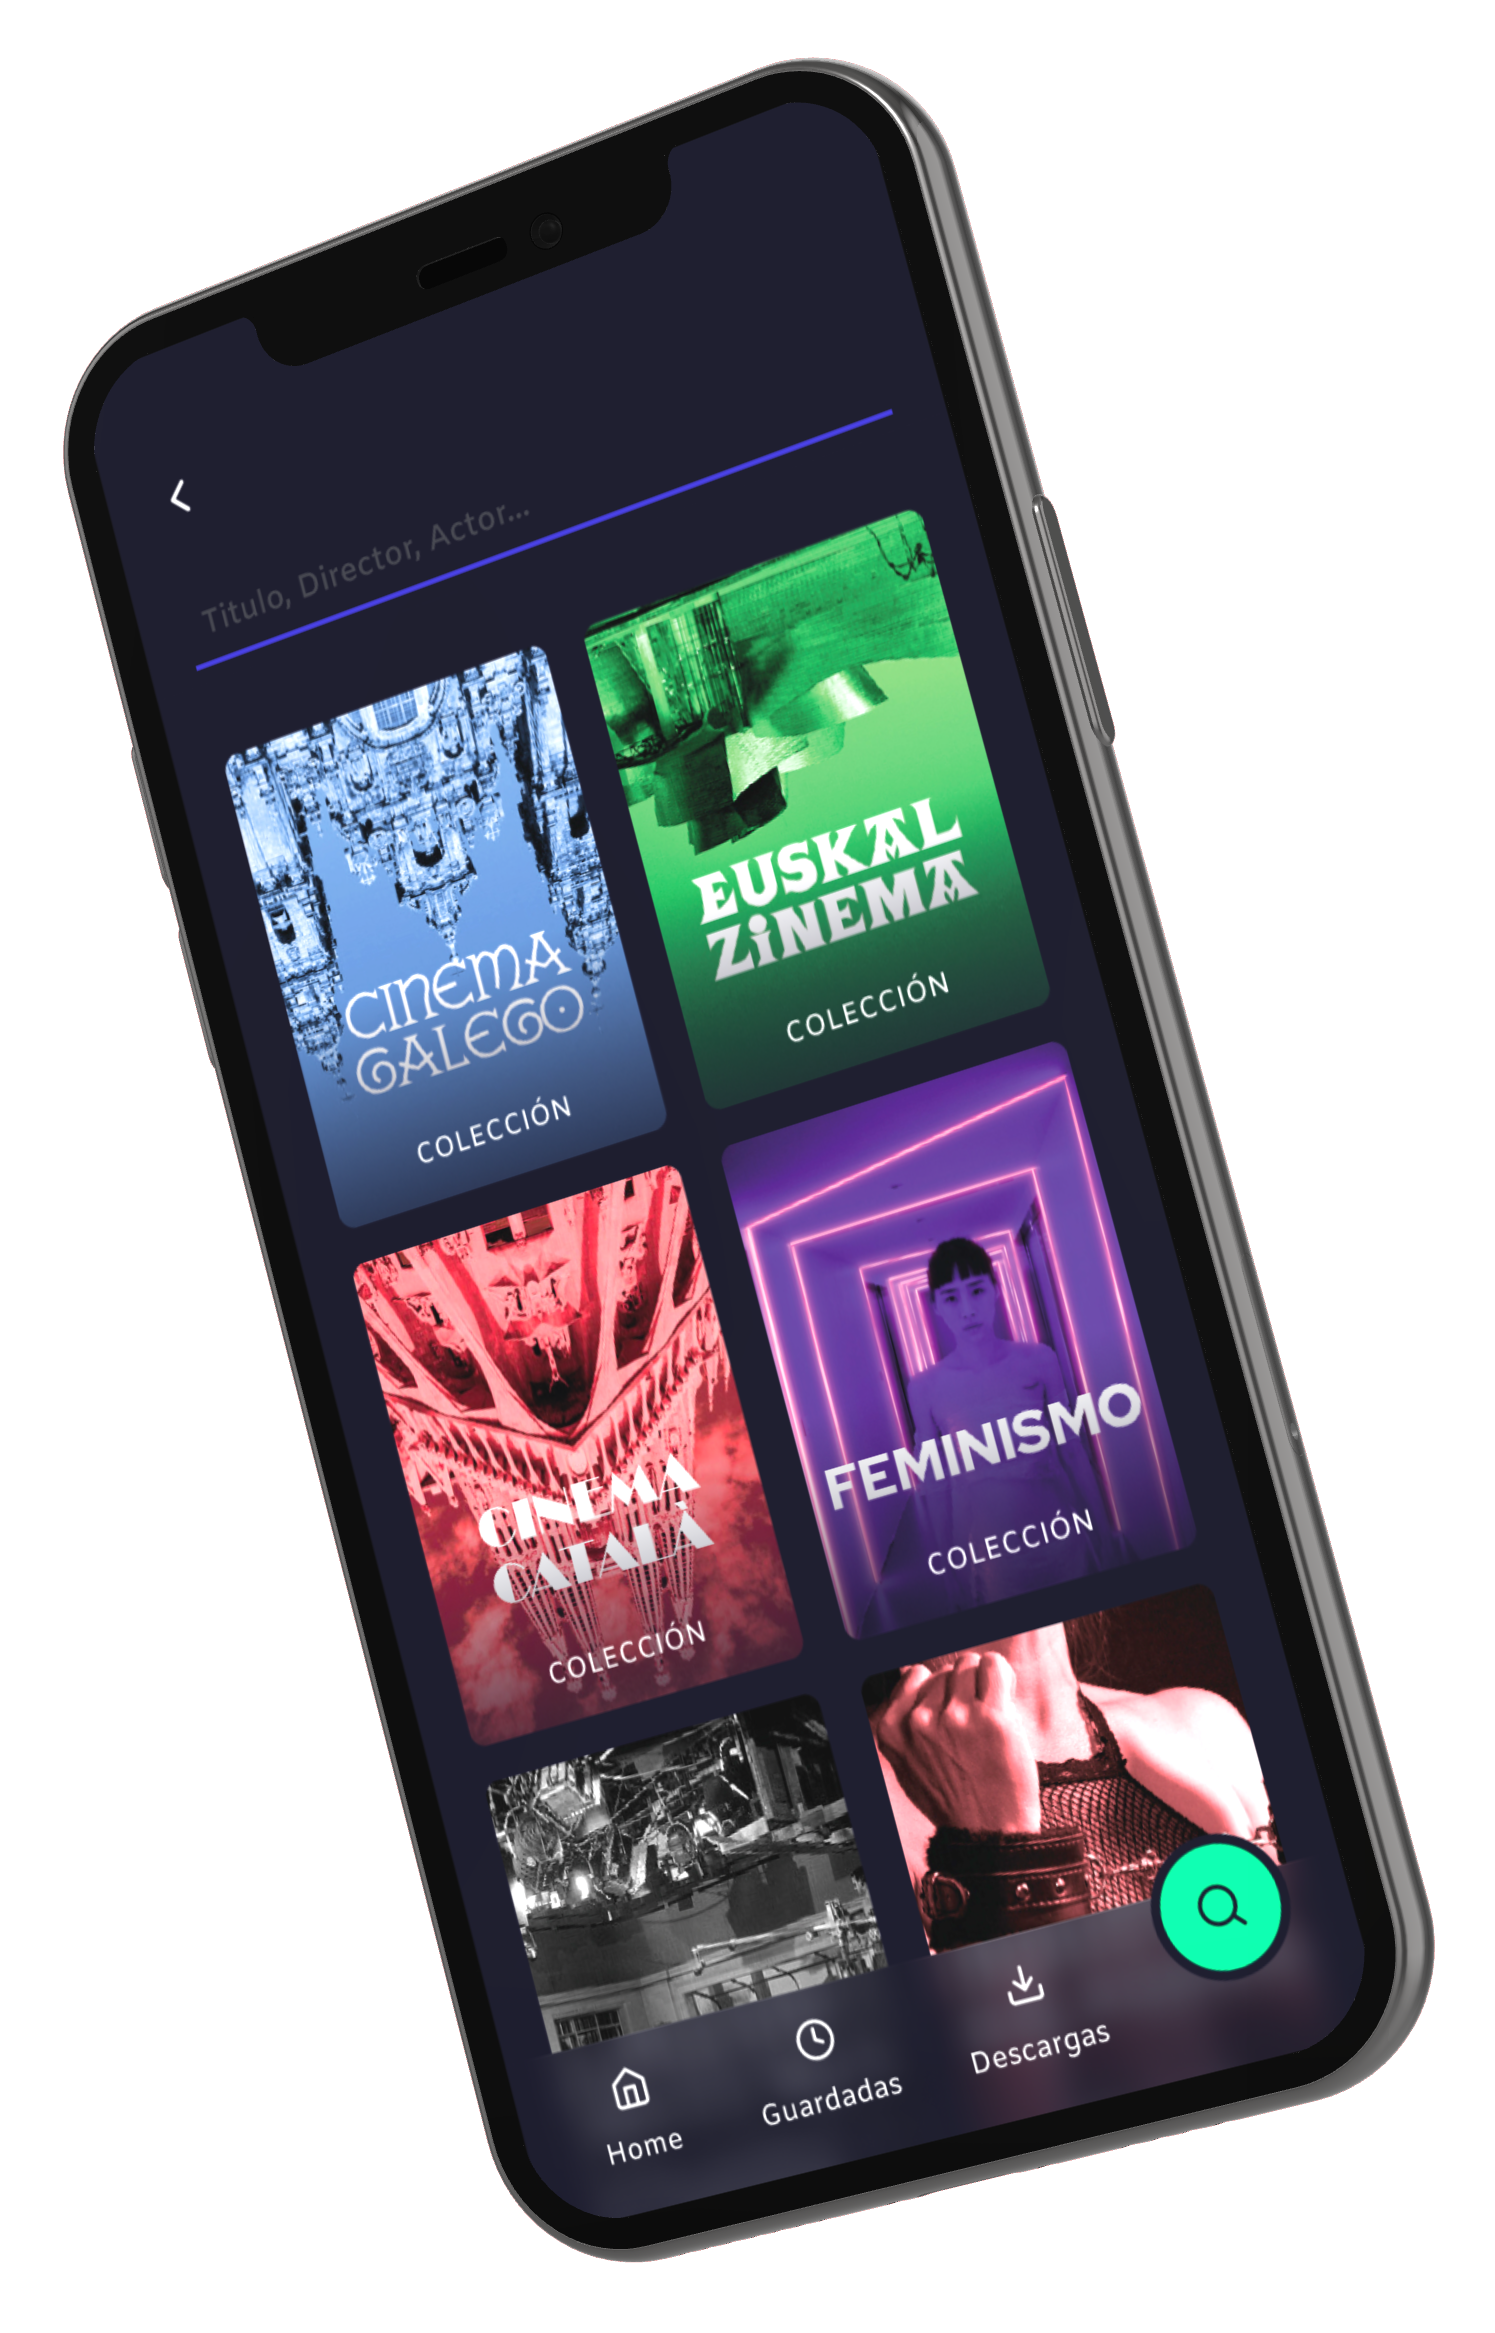 Titulo, Director, Actor...
CINEMA
GALEGO
COLECCIÓN
EUSKAL
ZiNEMA
COLECCIÓN
CINEMA
CATALÀ
COLECCIÓN
FEMINISMO
COLECCIÓN
Home
Guardadas
Descargas